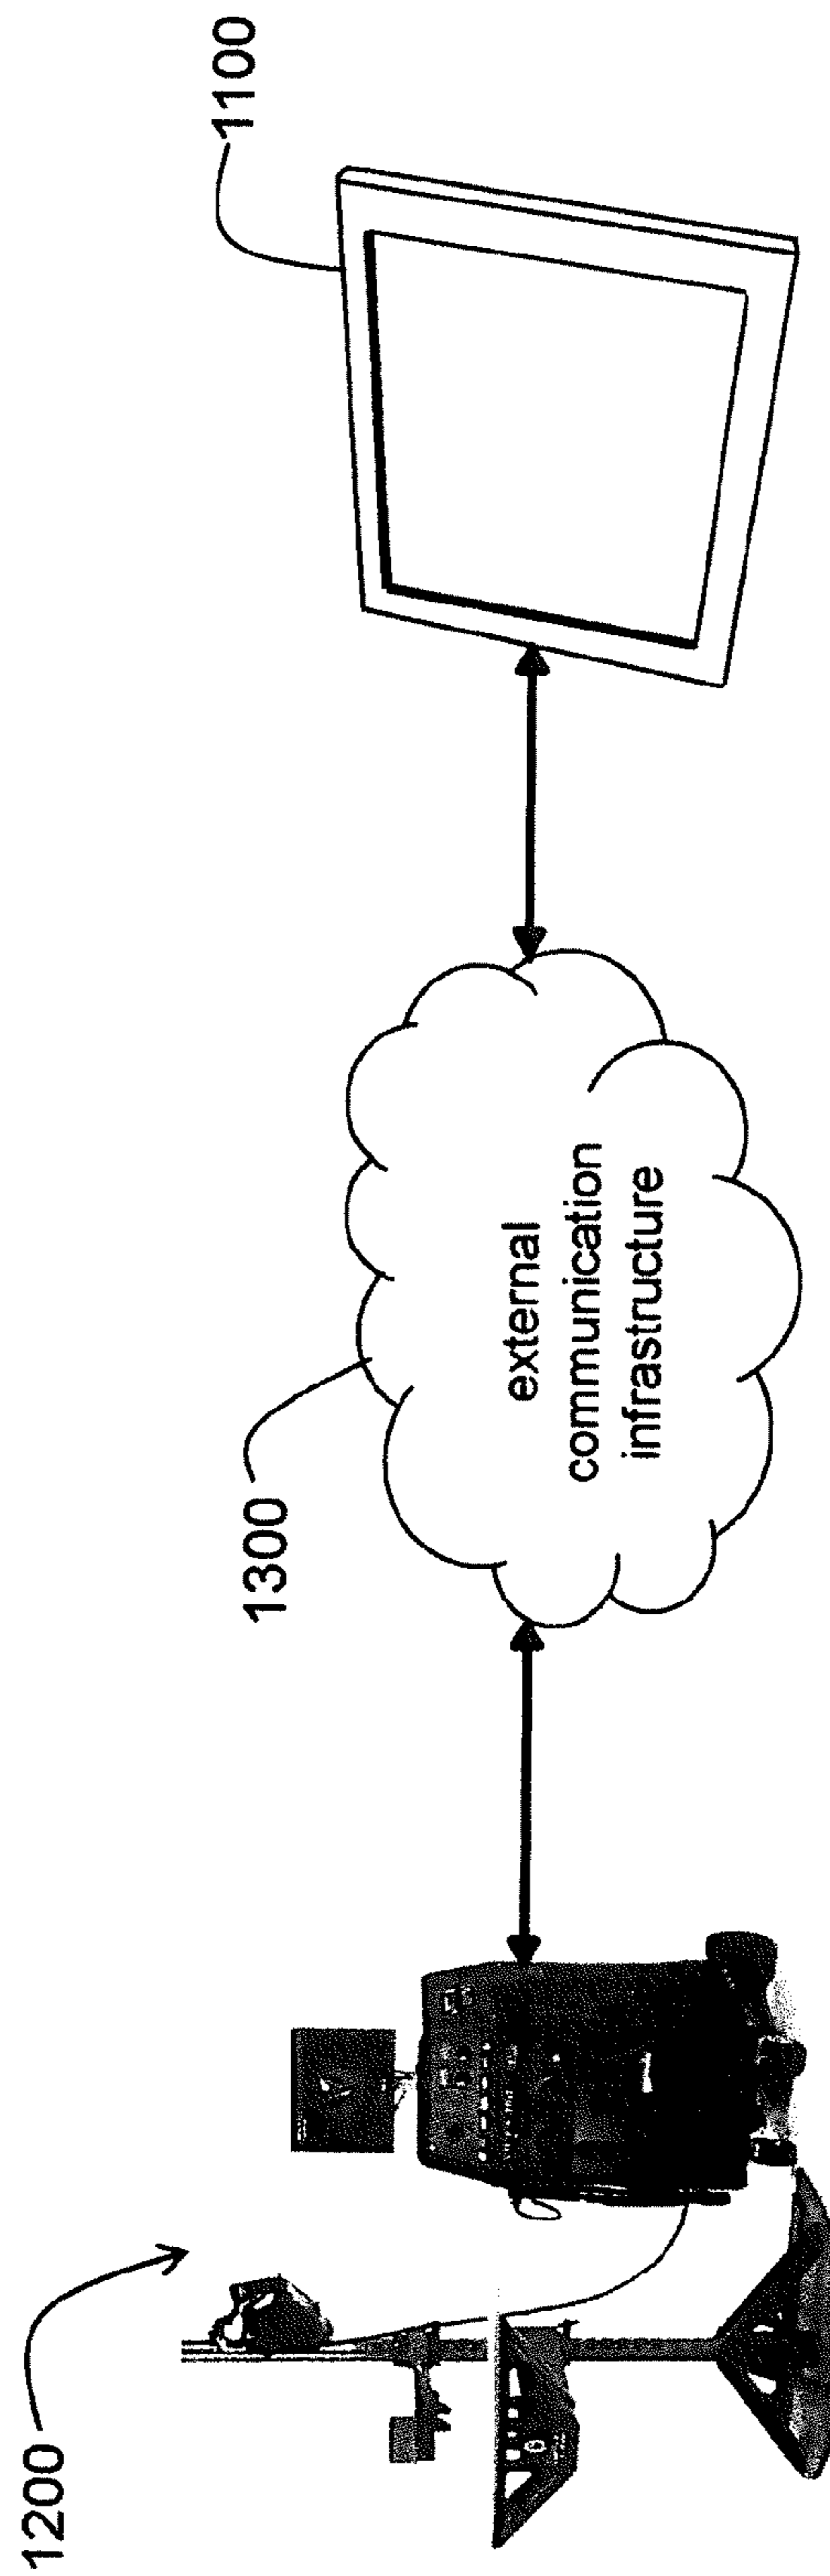 1200
1300
1100
external
communication
infrastructure